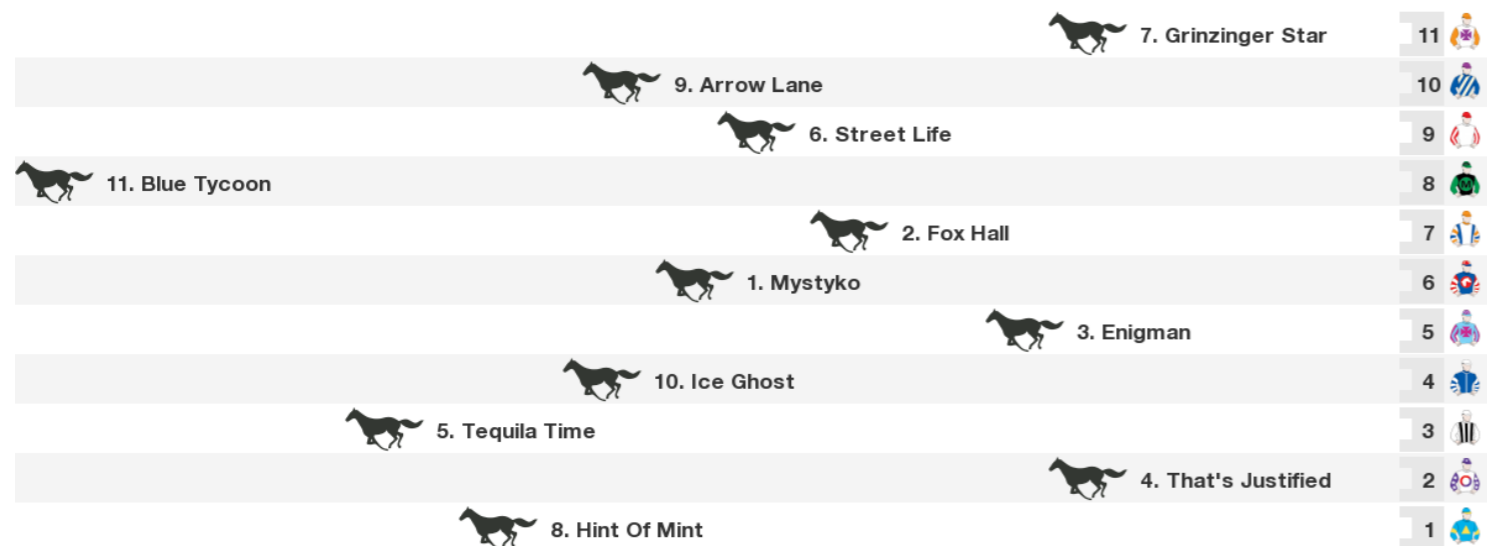 7. Grinzinger Star 11
9. Arrow Lane 10
6. Street Life 9
11. Blue Tycoon 8 M
2. Fox Hall 7
1. Mystyko 6
3. Enigman 5
10. Ice Ghost 4
5. Tequila Time 3
4. That's Justified 2
8. Hint Of Mint 1